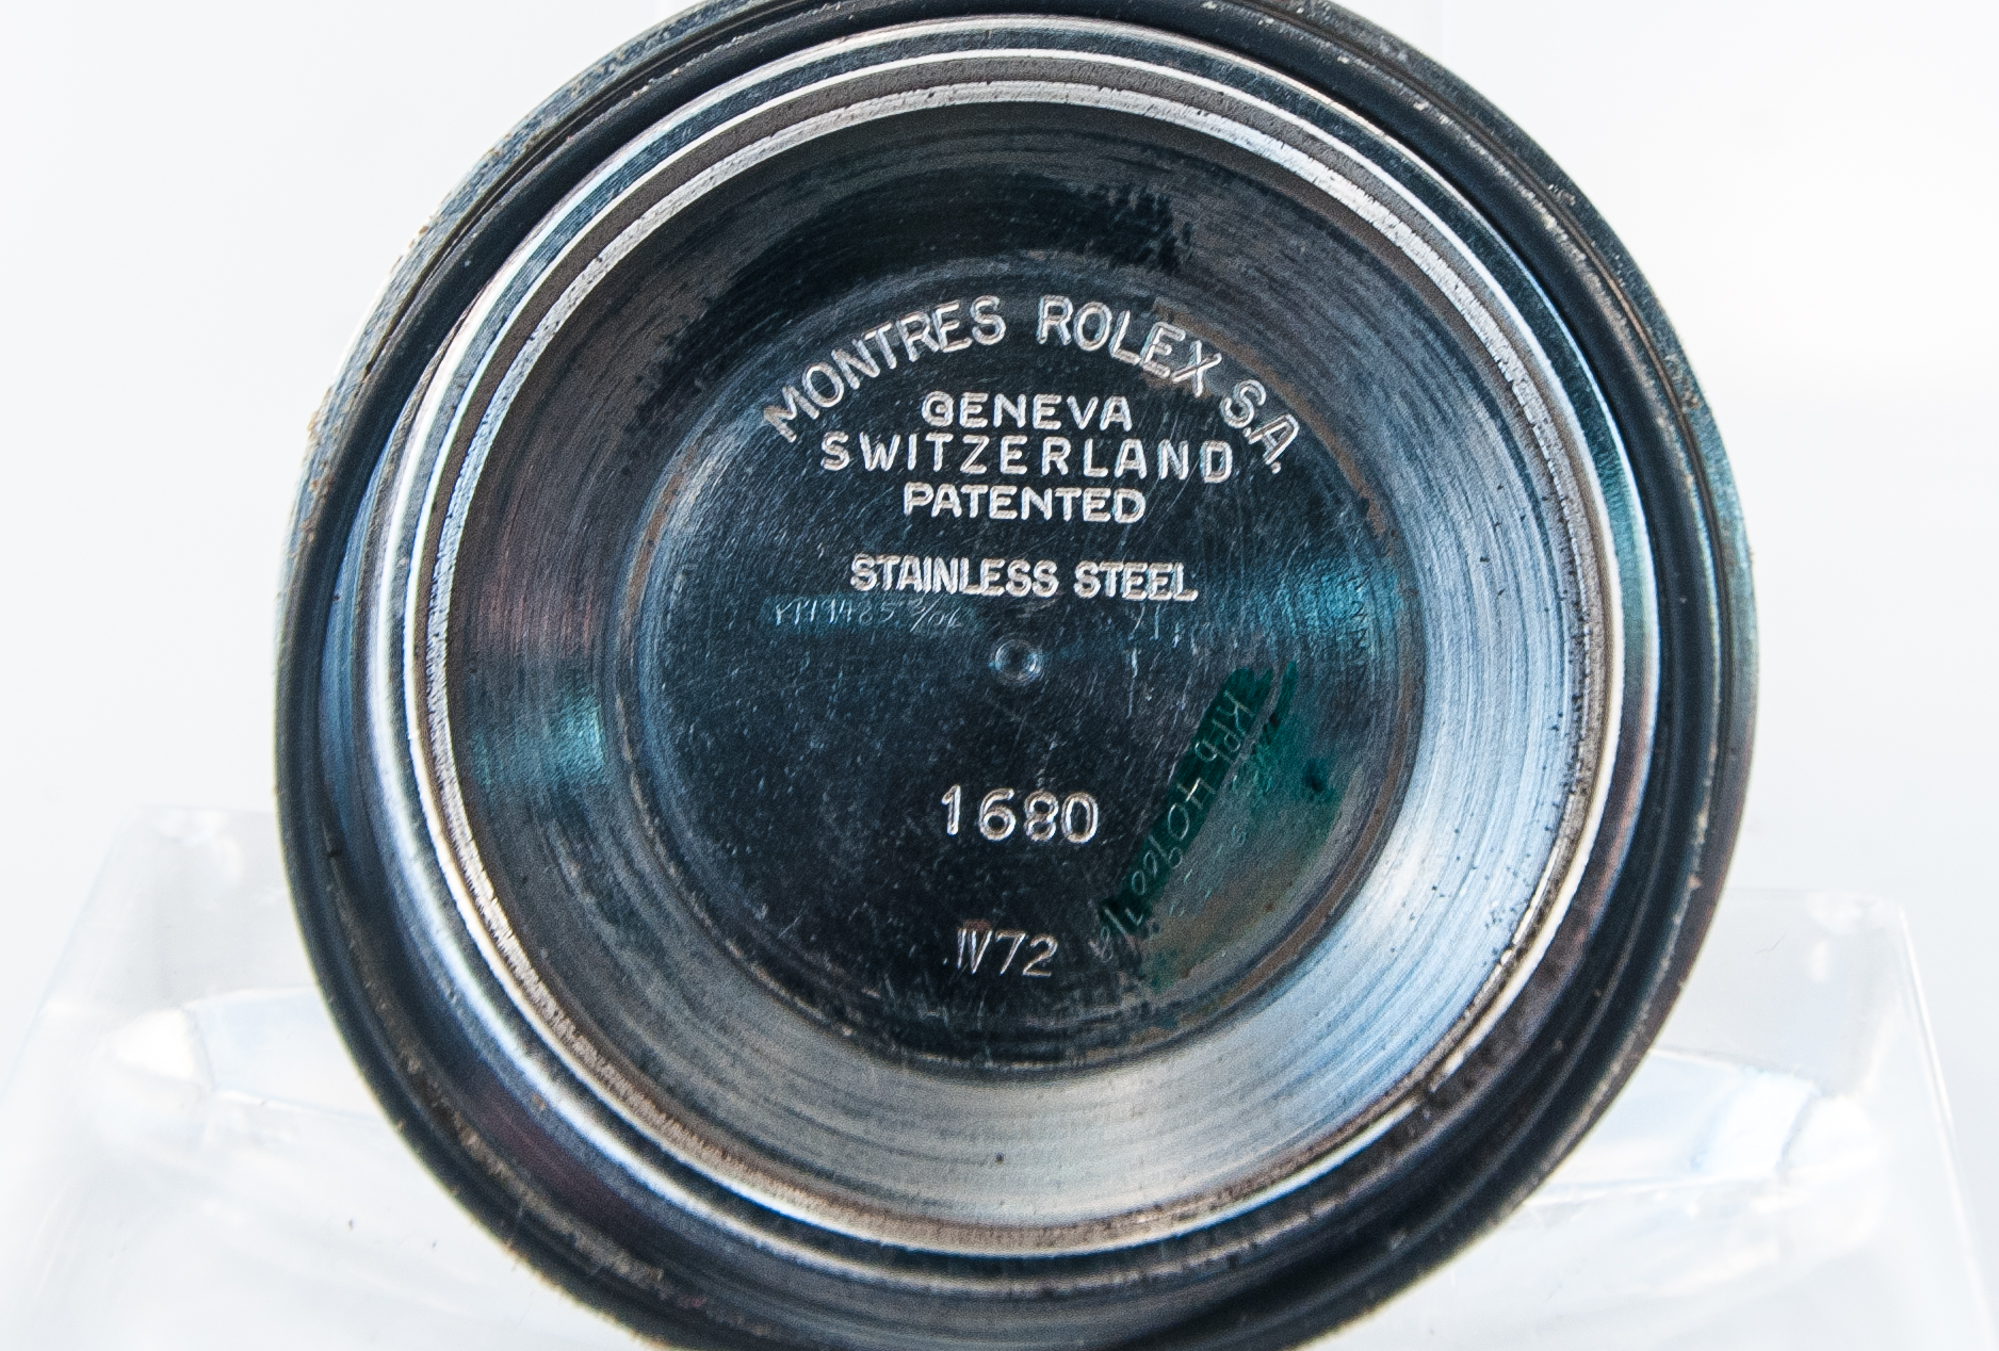 MONTRES ROLEX S.A.
GENEVA
SWITZERLAND
PATENTED
STAINLESS STEEL
1680
IV72